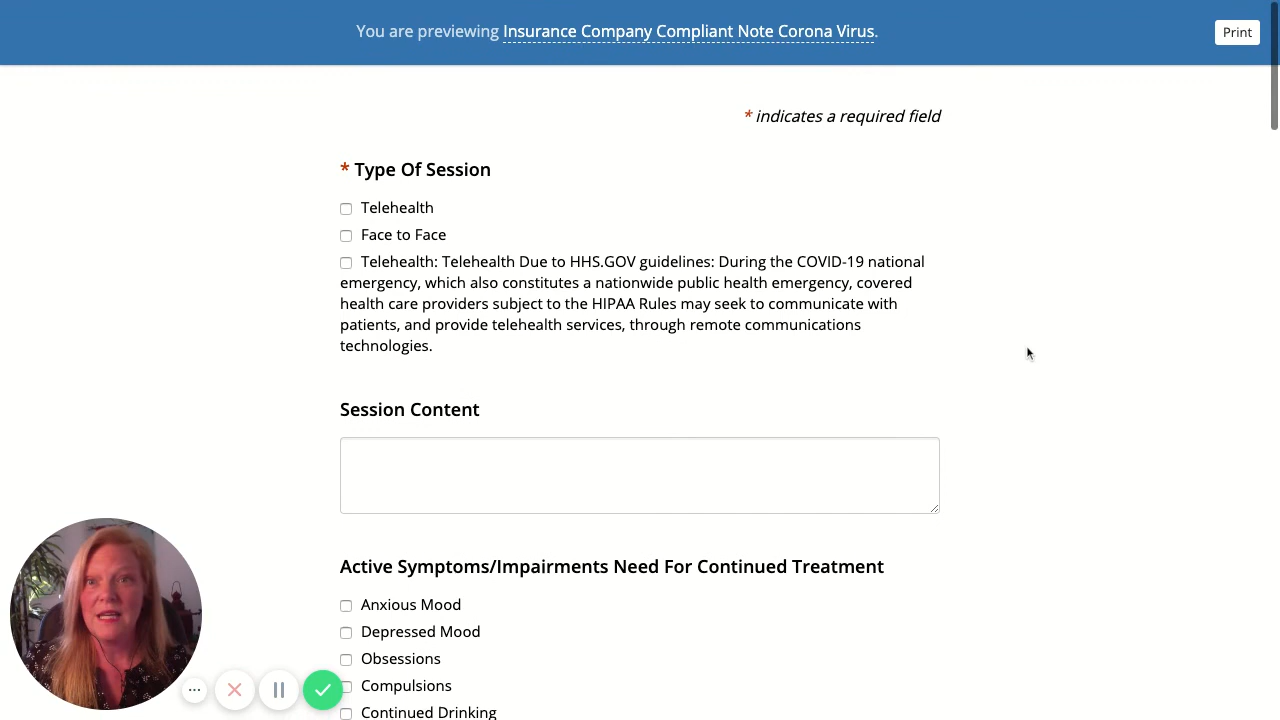 You are previewing Insurance Company Compliant Note Corona Virus.
Print
* indicates a required field
* Type Of Session
Telehealth
Face to Face
Telehealth: Telehealth Due to HHS.GOV guidelines: During the COVID-19 national
emergency, which also constitutes a nationwide public health emergency, covered
health care providers subject to the HIPAA Rules may seek to communicate with
patients, and provide telehealth services, through remote communications
technologies.
Session Content
Active Symptoms/Impairments Need For Continued Treatment
Anxious Mood
Depressed Mood
Obsessions
Compulsions
Continued Drinking